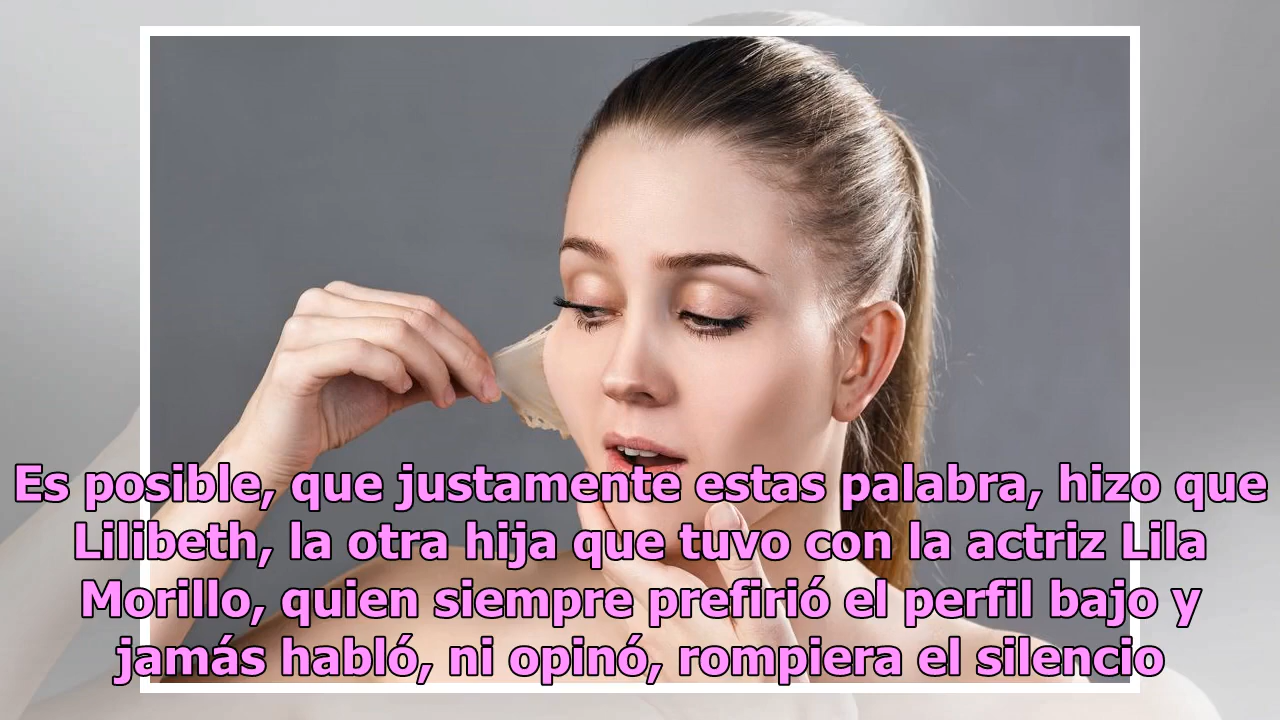 Es posible, que justamente estas palabra, hizo que
Lilibeth, la otra hija que tuvo con la actriz Lila
Morillo, quien siempre prefirió el perfil bajo y
jamás habló, ni opinó, rompiera el silencio